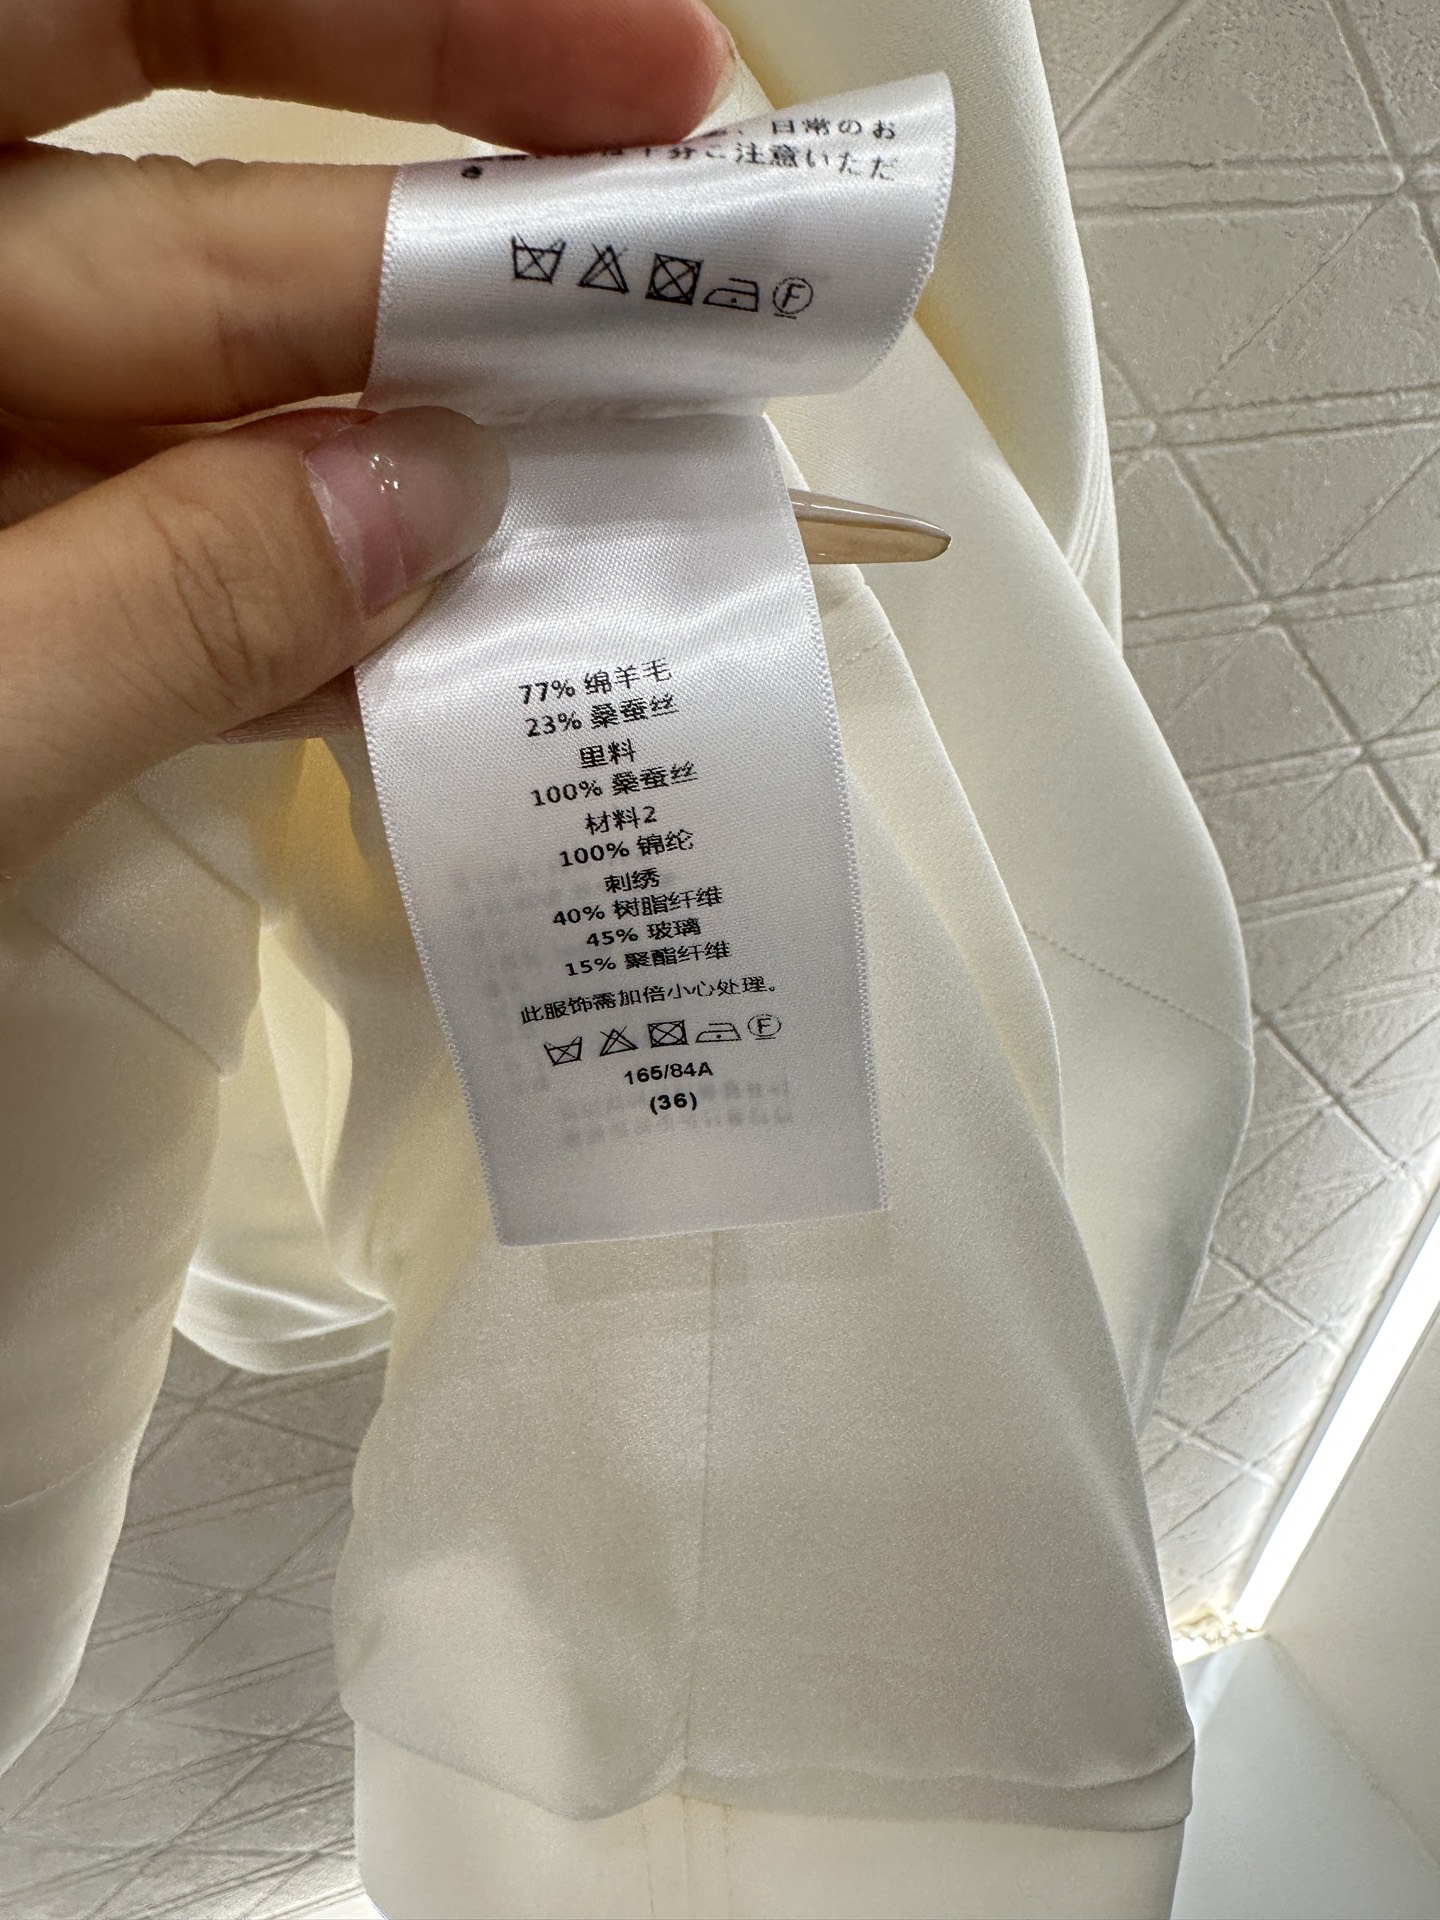 、日常のお
注意いただ
77% 绵羊毛
23% 桑蚕丝
里料
100% 桑蚕丝
材料2
100% 锦纶
刺绣
40% 树脂纤维
45% 玻璃
15% 聚酯纤维
此服饰需加倍小心处理。
F
165/84A
(36)